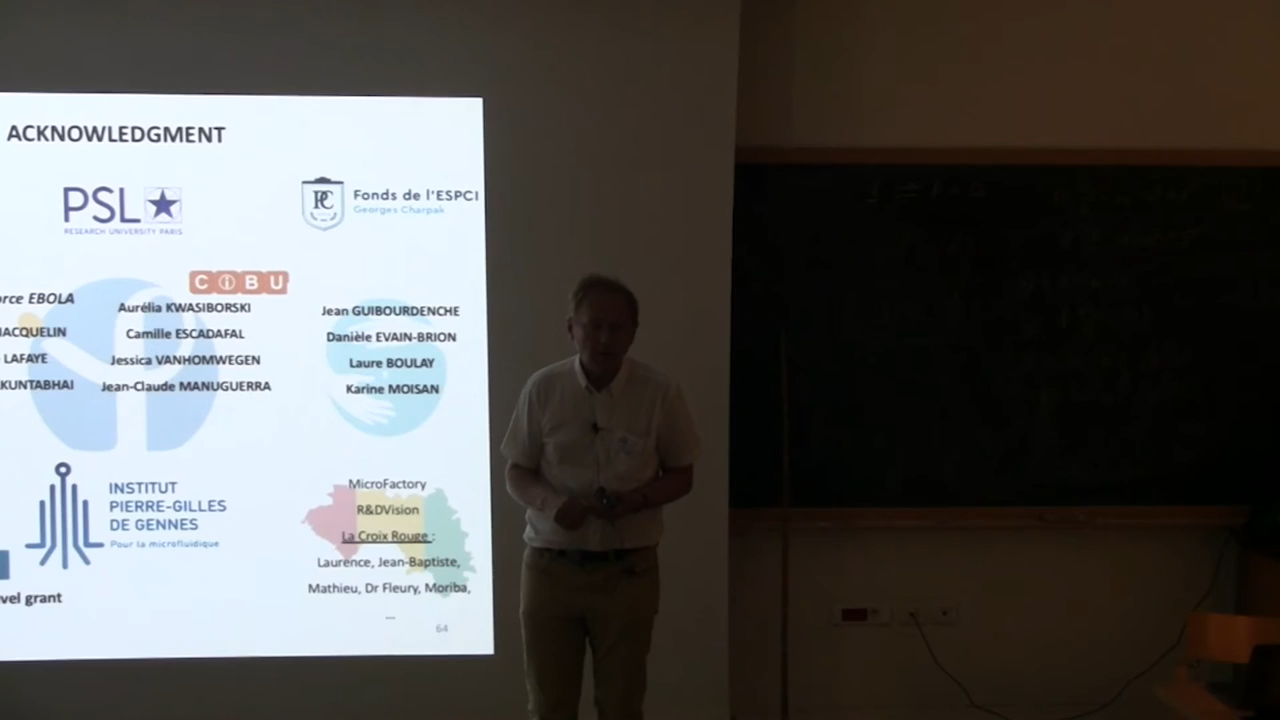 ACKNOWLEDGMENT
PSL
RESEARCH UNIVERSITY PARIS
PC
Fonds de l'ESPCI
Georges Charpak
orce EBOLA
JACQUELIN
LAFAYE
KUNTABHAI
CiBU
Aurélia KWASIBORSKI
Camille ESCADAFAL
Jessica VANHOMWEGEN
Jean-Claude MANUGUERRA
Jean GUIBOURDENCHE
Danièle EVAIN-BRION
Laure BOULAY
Karine MOISAN
INSTITUT
PIERRE-GILLES
DE GENNES
Pour la microfluidique
vel grant
MicroFactory
R&DVision
La Croix Rouge :
Laurence, Jean-Baptiste,
Mathieu, Dr Fleury, Moriba,
...
64